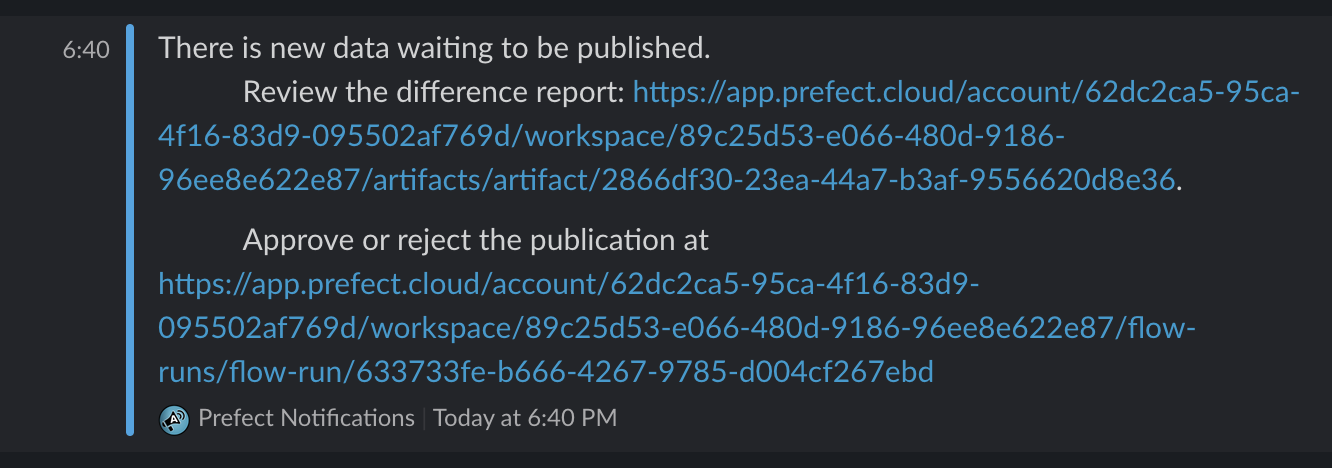 6:40 There is new data waiting to be published.
Review the difference report: https://app.prefect.cloud/account/62dc2ca5-95ca-
4f16-83d9-095502af769d/workspace/89c25d53-e066-480d-9186-
96ee8e622e87/artifacts/artifact/2866df30-23ea-44a7-b3af-9556620d8e36.
Approve or reject the publication at
https://app.prefect.cloud/account/62dc2ca5-95ca-4f16-83d9-
095502af769d/workspace/89c25d53-e066-480d-9186-96ee8e622e87/flow-
runs/flow-run/633733fe-b666-4267-9785-d004cf267ebd
Prefect Notifications | Today at 6:40 PM